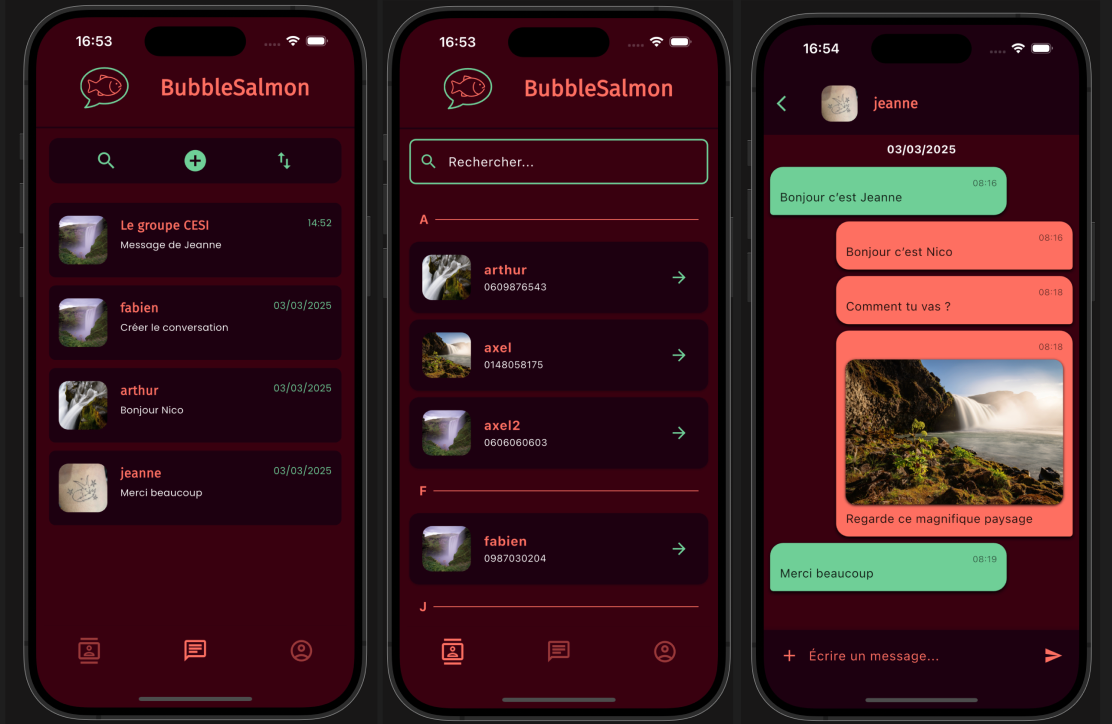 16:53
BubbleSalmon
Le groupe CESI
14:52
Message de Jeanne
fabien
03/03/2025
Créer le conversation
arthur
03/03/2025
Bonjour Nico
jeanne
03/03/2025
Merci beaucoup
16:53
BubbleSalmon
Rechercher...
A
arthur
0609876543
axel
0148058175
axel2
0606060603
F
fabien
0987030204
J
16:54
jeanne
03/03/2025
08:16
Bonjour c'est Jeanne
08:16
Bonjour c'est Nico
08:18
Comment tu vas ?
08:18
Regarde ce magnifique paysage
08:19
Merci beaucoup
Écrire un message...